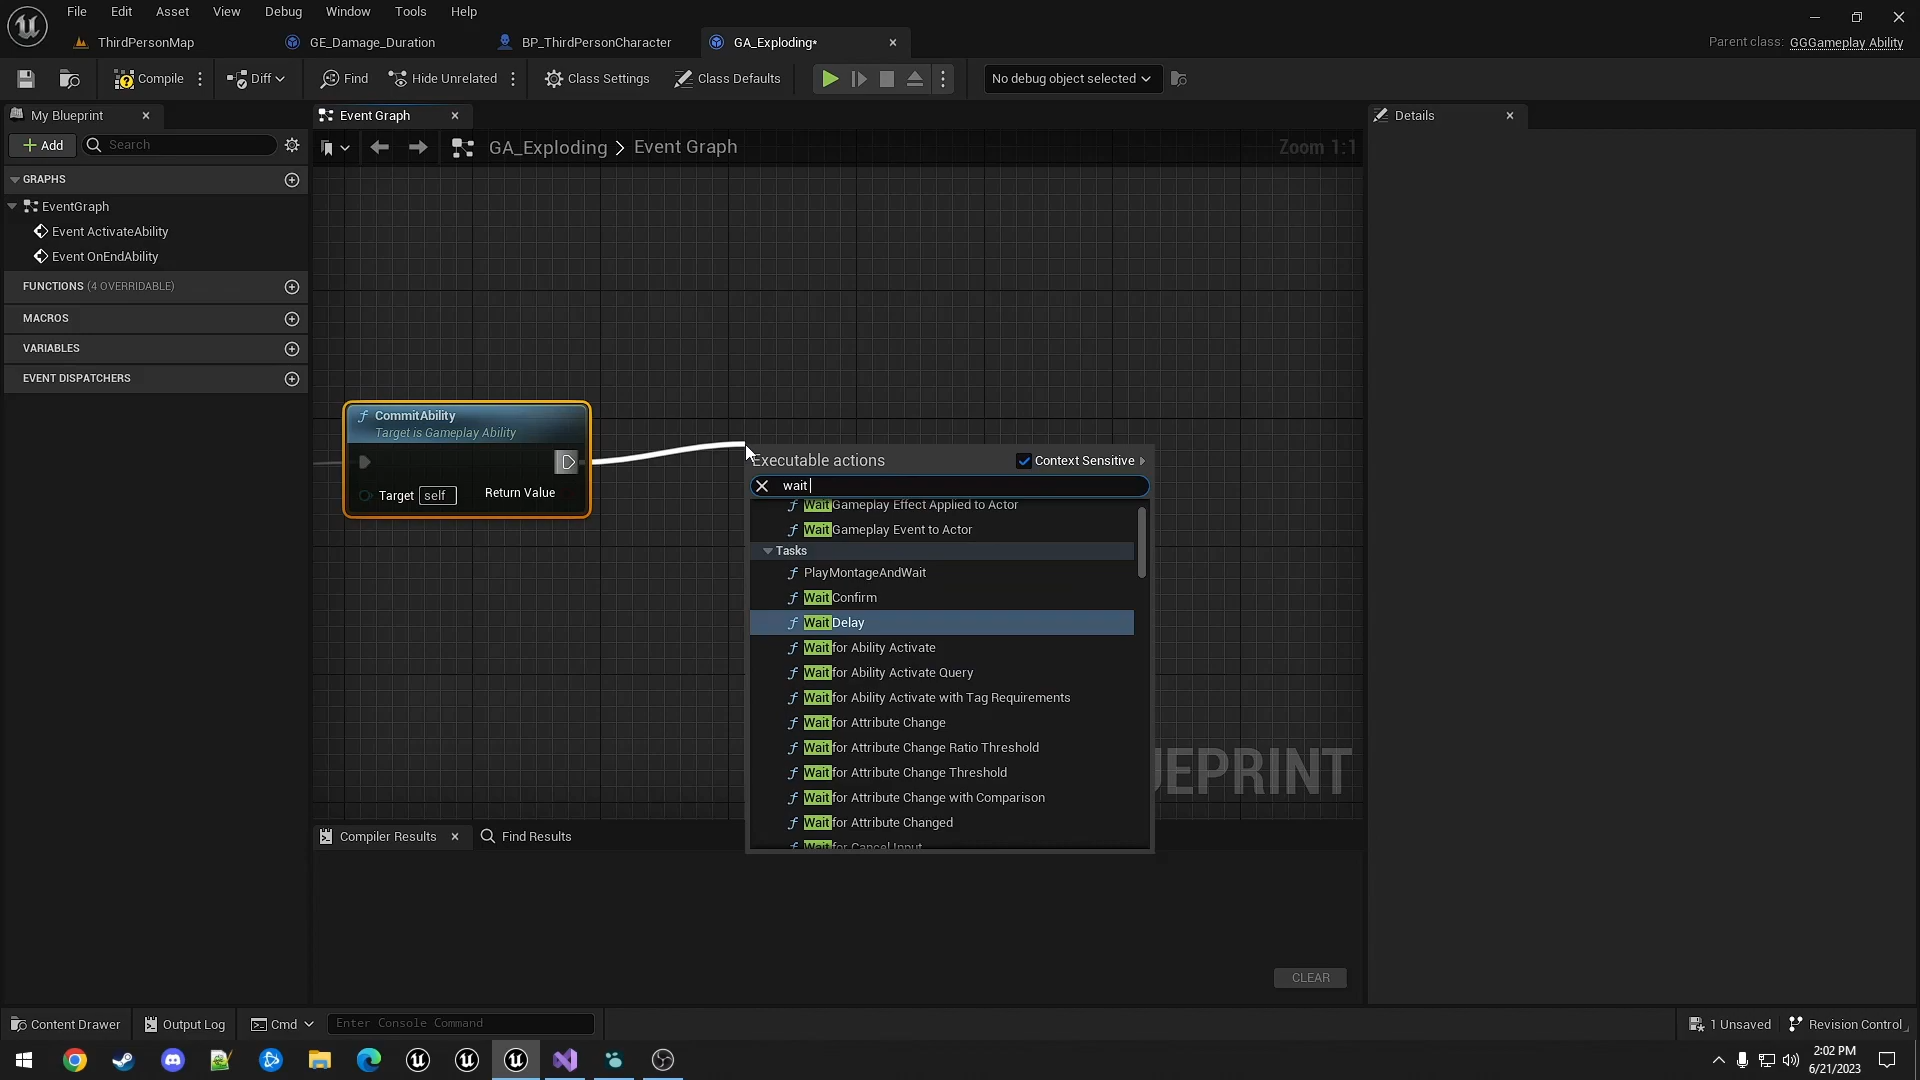 File Edit Asset View Debug Window Tools Help
ThirdPersonMap GE_Damage_Duration BP_ThirdPersonCharacter GA_Exploding* Parent class: GGGameplay Ability
Compile Diff Find Hide Unrelated Class Settings Class Defaults No debug object selected
My Blueprint
Add Search
GRAPHS
EventGraph
Event ActivateAbility
Event OnEndAbility
FUNCTIONS (4 OVERRIDABLE)
MACROS
VARIABLES
EVENT DISPATCHERS
Event Graph
GA_Exploding > Event Graph Zoom 1:1
CommitAbility
Target is Gameplay Ability
Target self Return Value
Executable actions Context Sensitive
wait
Wait Gameplay Effect Applied to Actor
Wait Gameplay Event to Actor
Tasks
PlayMontageAndWait
Wait Confirm
Wait Delay
Wait for Ability Activate
Wait for Ability Activate Query
Wait for Ability Activate with Tag Requirements
Wait for Attribute Change
Wait for Attribute Change Ratio Threshold
Wait for Attribute Change Threshold
Wait for Attribute Change with Comparison
Wait for Attribute Changed
Wait for Cancel Input
Compiler Results Find Results
CLEAR
Details
Content Drawer Output Log Cmd Enter Console Command 1 Unsaved Revision Control
2:02 PM
6/21/2023